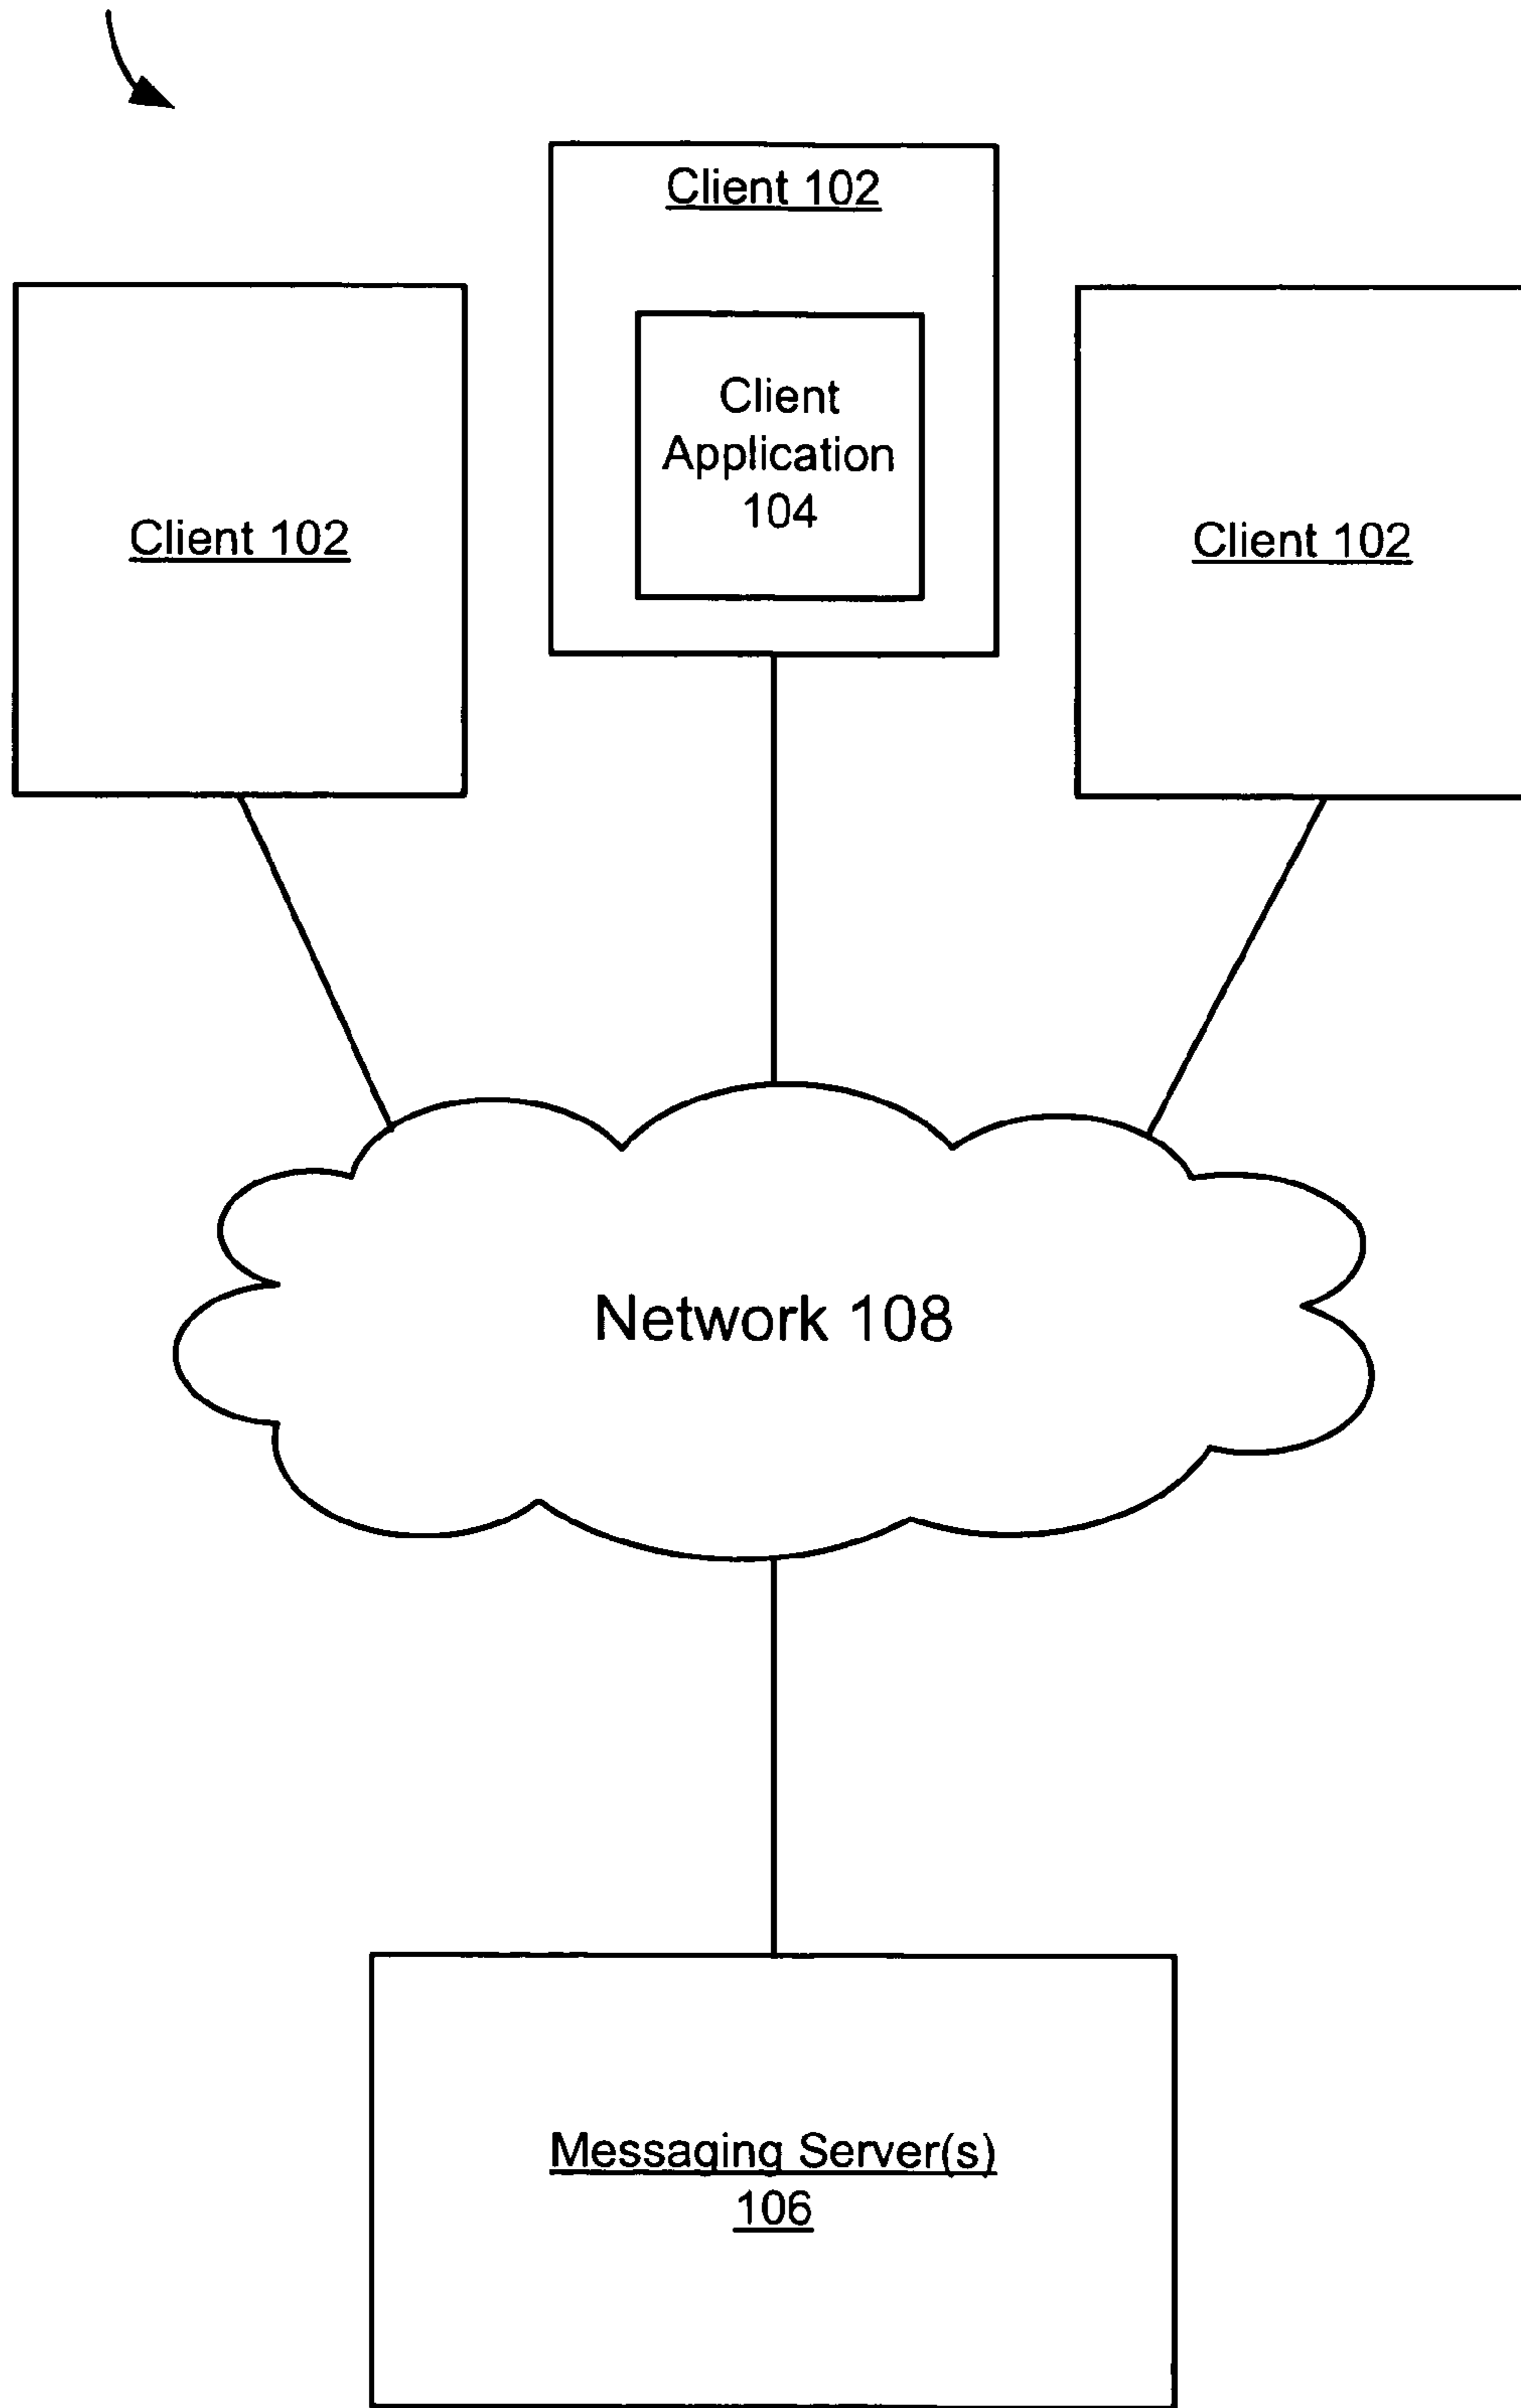 Client 102
Client
Application
104
Client 102
Client 102
Network 108
Messaging Server(s)
106